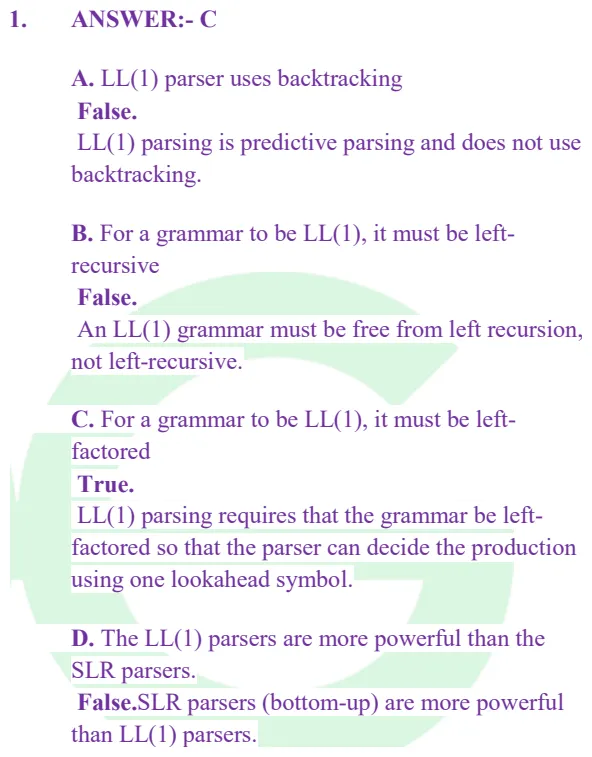 1. ANSWER:- C
A. LL(1) parser uses backtracking
False.
LL(1) parsing is predictive parsing and does not use
backtracking.
B. For a grammar to be LL(1), it must be left-
recursive
False.
An LL(1) grammar must be free from left recursion,
not left-recursive.
C. For a grammar to be LL(1), it must be left-
factored
True.
LL(1) parsing requires that the grammar be left-
factored so that the parser can decide the production
using one lookahead symbol.
D. The LL(1) parsers are more powerful than the
SLR parsers.
False.SLR parsers (bottom-up) are more powerful
than LL(1) parsers.